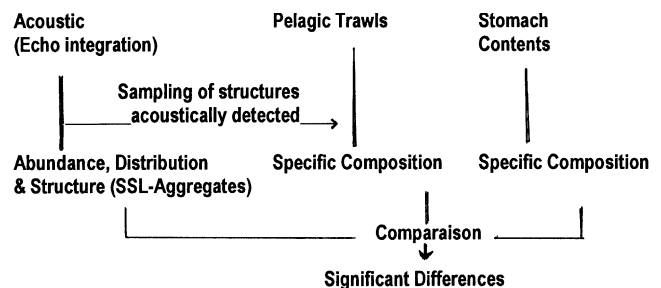 Acoustic
(Echo integration)
Pelagic Trawls
Stomach
Contents
Sampling of structures
acoustically detected
Abundance, Distribution
& Structure (SSL-Aggregates)
Specific Composition
Specific Composition
Comparaison
Significant Differences